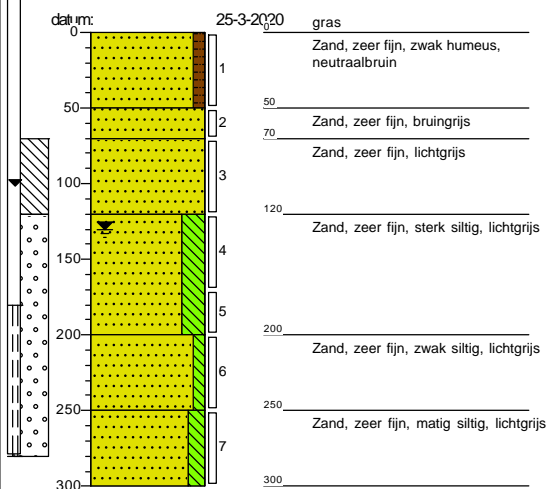 datum: 25-3-2020
0
50
100
150
200
250
300
1
2
3
4
5
6
7
0 gras
Zand, zeer fijn, zwak humeus,
neutraalbruin
50
Zand, zeer fijn, bruingrijs
70
Zand, zeer fijn, lichtgrijs
120
Zand, zeer fijn, sterk siltig, lichtgrijs
200
Zand, zeer fijn, zwak siltig, lichtgrijs
250
Zand, zeer fijn, matig siltig, lichtgrijs
300